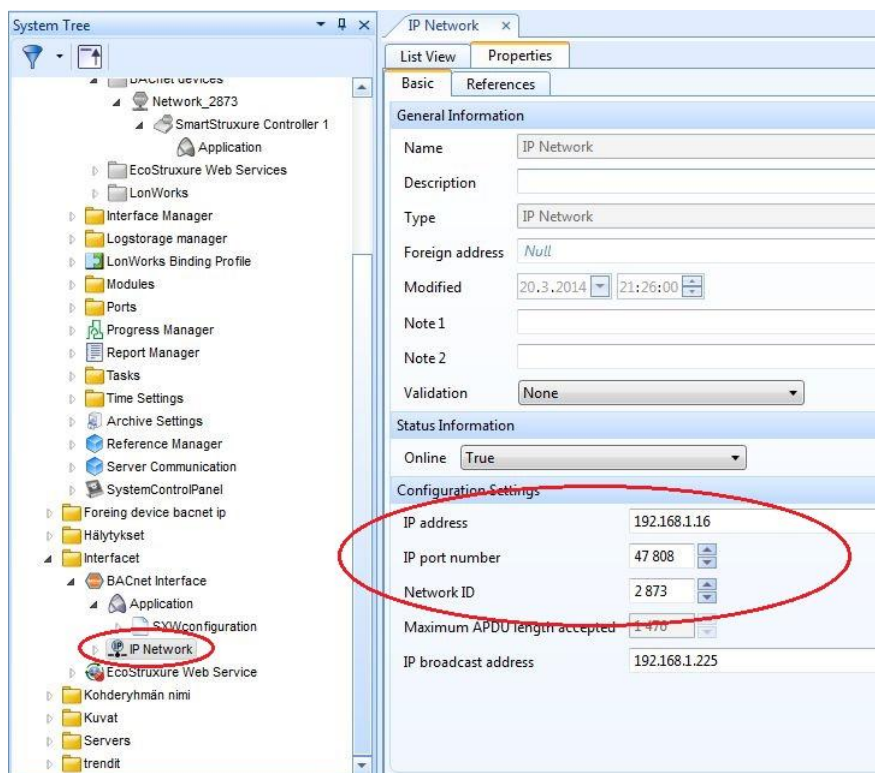 System Tree
BACnet devices
Network_2873
SmartStruxure Controller 1
Application
EcoStruxure Web Services
LonWorks
Interface Manager
Logstorage manager
LonWorks Binding Profile
Modules
Ports
Progress Manager
Report Manager
Tasks
Time Settings
Archive Settings
Reference Manager
Server Communication
SystemControlPanel
Foreing device bacnet ip
Hälytykset
Interfacet
BACnet Interface
Application
SXWconfiguration
IP Network
EcoStruxure Web Service
Kohderyhmän nimi
Kuvat
Servers
trendit
IP Network
List View Properties
Basic References
General Information
Name IP Network
Description
Type IP Network
Foreign address Null
Modified 20.3.2014 21:26:00
Note 1
Note 2
Validation None
Status Information
Online True
Configuration Settings
IP address 192.168.1.16
IP port number 47 808
Network ID 2 873
Maximum APDU length accepted 1 476
IP broadcast address 192.168.1.225